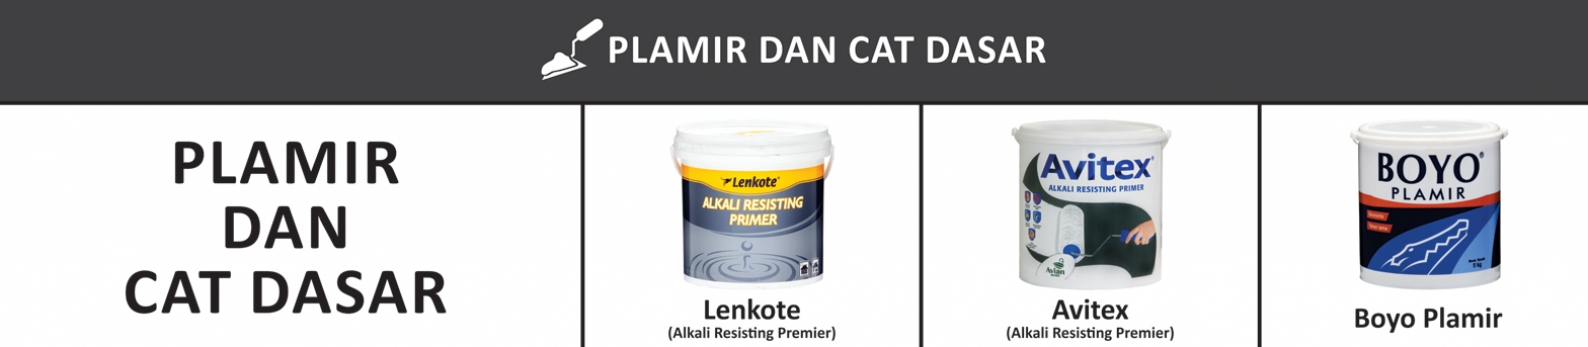 PLAMIR DAN CAT DASAR
PLAMIR
DAN
CAT DASAR
Lenkote
ALKALI RESISTING
PRIMER
Lenkote
(Alkali Resisting Premier)
Avitex
ALKALI RESISTING PRIMER
Avian
Avitex
(Alkali Resisting Premier)
BOYO
PLAMIR
Boyo Plamir